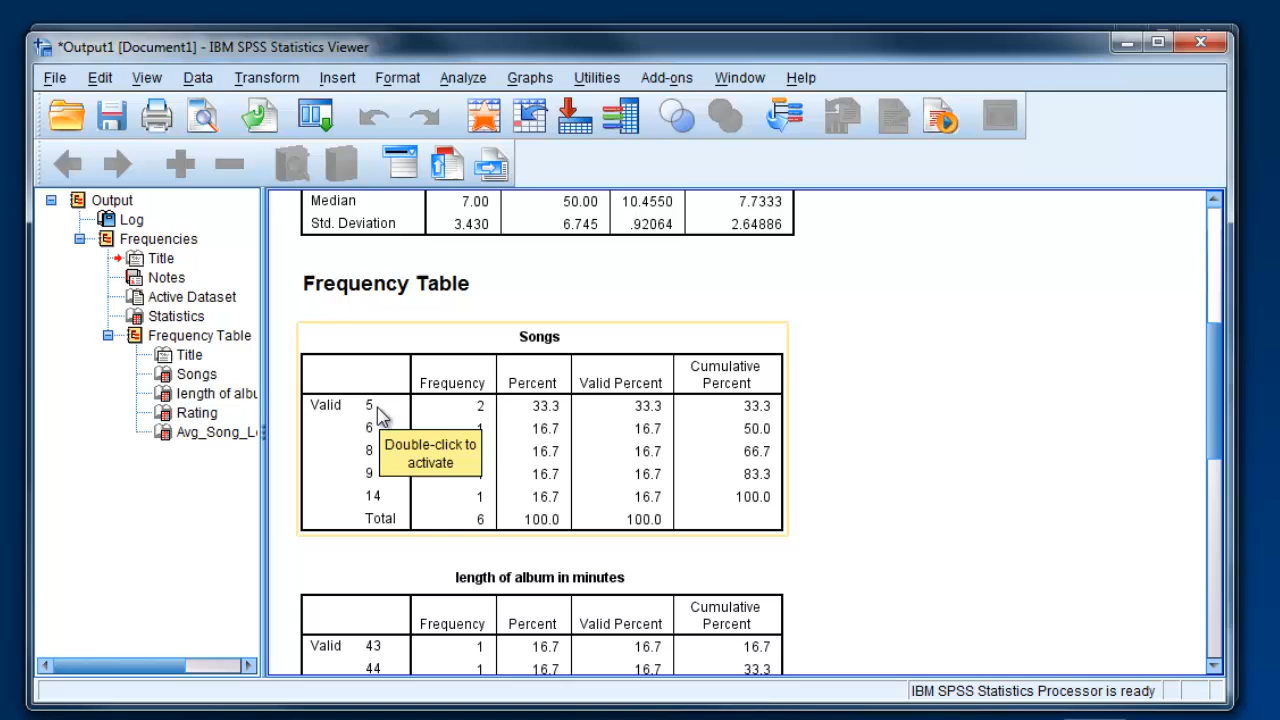 *Output1 [Document1] - IBM SPSS Statistics Viewer
File Edit View Data Transform Insert Format Analyze Graphs Utilities Add-ons Window Help
Output
Log
Frequencies
Title
Notes
Active Dataset
Statistics
Frequency Table
Title
Songs
length of albu
Rating
Avg_Song_L
Median 7.00 50.00 10.4550 7.7333
Std. Deviation 3.430 6.745 .92064 2.64886
Frequency Table
Songs
Frequency Percent Valid Percent Cumulative Percent
Valid 5 2 33.3 33.3 33.3
6 1 16.7 16.7 50.0
8 16.7 16.7 66.7
9 1 16.7 16.7 83.3
14 1 16.7 16.7 100.0
Total 6 100.0 100.0
Double-click to
activate
length of album in minutes
Frequency Percent Valid Percent Cumulative Percent
Valid 43 1 16.7 16.7 16.7
44 1 16.7 16.7 33.3
IBM SPSS Statistics Processor is ready